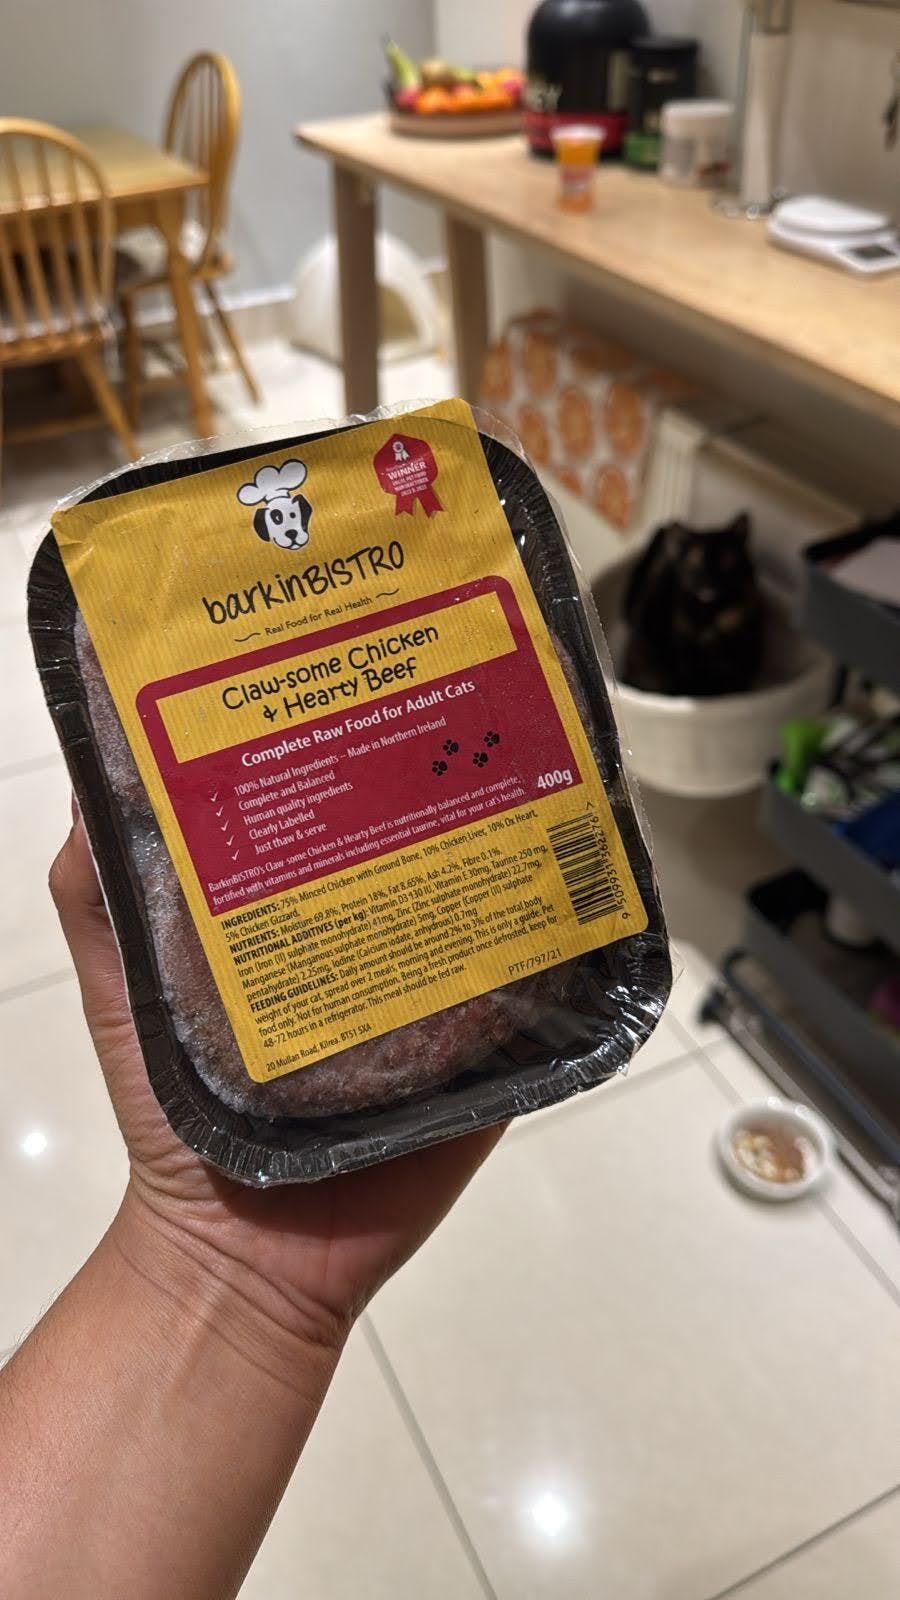 WINNER
barkinBISTRO
Real Food for Real Health
Claw-some Chicken
& Hearty Beef
Complete Raw Food for Adult Cats
✓ 100% Natural Ingredients – Made in Northern Ireland
✓ Complete and Balanced
✓ Human quality ingredients
✓ Clearly Labelled
✓ Just thaw & serve
400g
BarkinBISTRO's Claw-some Chicken & Hearty Beef is nutritionally balanced and complete,
fortified with vitamins and minerals including essential taurine, vital for your cat's health.
INGREDIENTS: 75% Minced Chicken with Ground Bone, 10% Chicken Liver, 10% Ox Heart,
5% Chicken Gizzard.
NUTRIENTS: Moisture 69.8%, Protein 18%, Fat 8.65%, Ash 4.2%, Fibre 0.1%.
NUTRITIONAL ADDITIVES (per kg): Vitamin D3 930 IU, Vitamin E 30mg, Taurine 250 mg,
Iron (Iron (II) sulphate monohydrate) 41mg, Zinc (Zinc sulphate monohydrate) 22.7mg,
Manganese (Manganous sulphate monohydrate) 5mg, Copper (Copper (II) sulphate
pentahydrate) 2.25mg, Iodine (Calcium iodate, anhydrous) 0.7mg
FEEDING GUIDELINES: Daily amount should be around 2% to 3% of the total body
weight of your cat, spread over 2 meals, morning and evening. This is only a guide. Pet
food only. Not for human consumption. Being a fresh product once defrosted, keep for
48-72 hours in a refrigerator. This meal should be fed raw.
PTF/797/21
20 Mullan Road, Kilrea. BT51 5XA